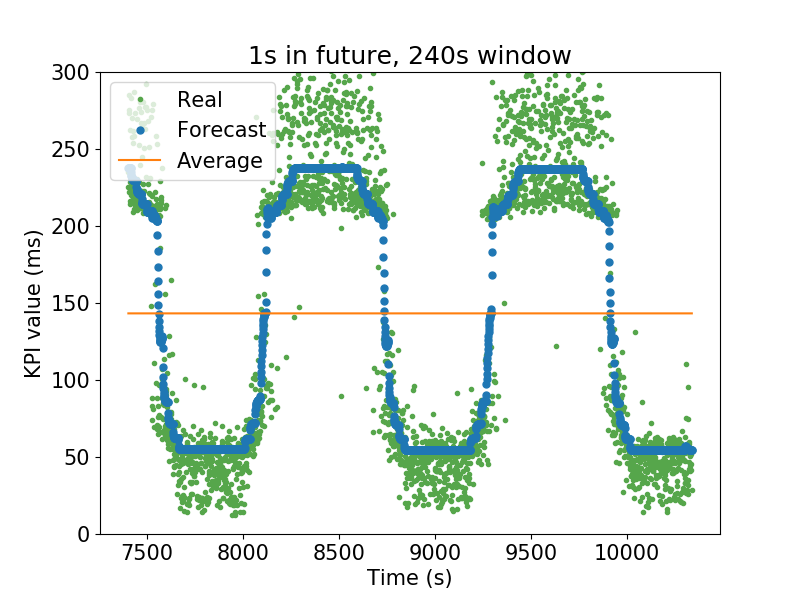 1s in future, 240s window
Real
Forecast
Average
KPI value (ms)
300
250
200
150
100
50
0
7500 8000 8500 9000 9500 10000
Time (s)